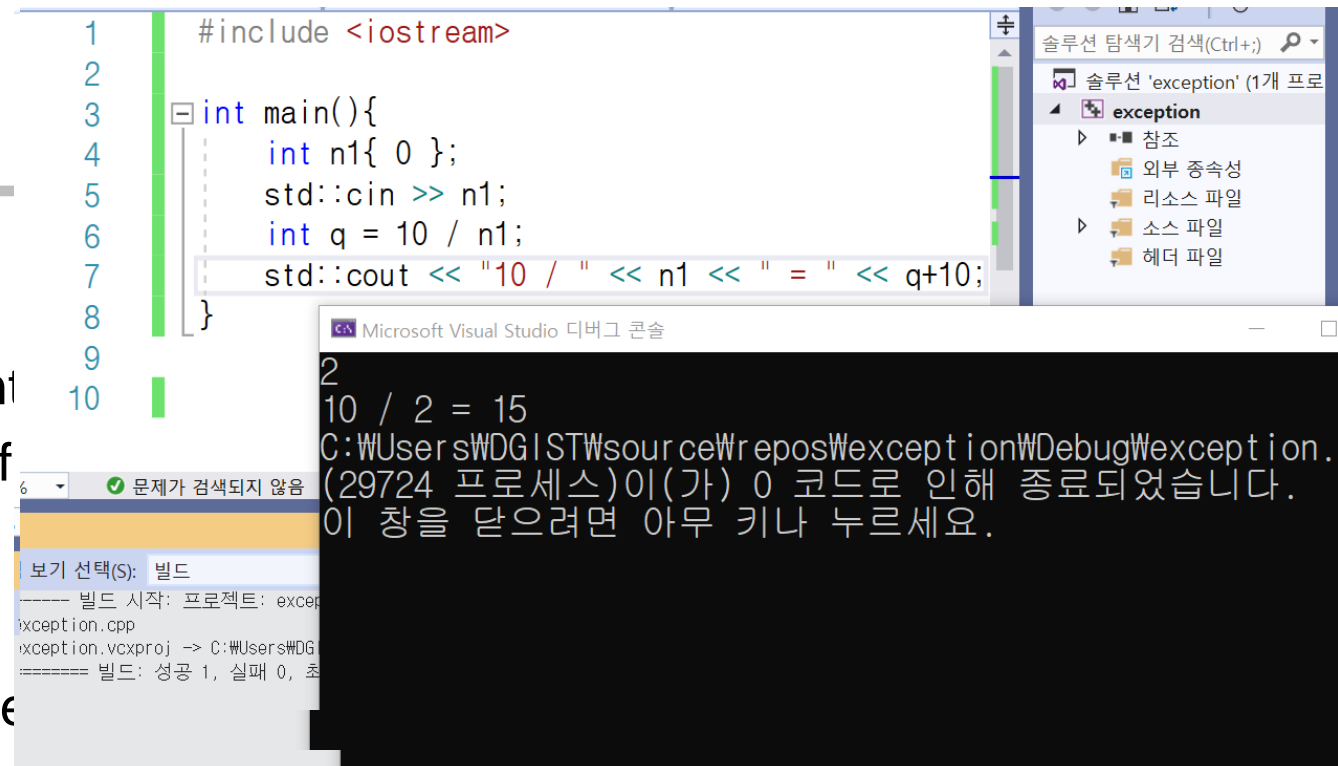 1 #include <iostream>
2
3 int main(){
4 int n1{ 0 };
5 std::cin >> n1;
6 int q = 10 / n1;
7 std::cout << "10 / " << n1 << " = " << q+10;
8 }
9
10
솔루션 탐색기 검색(Ctrl+;)
솔루션 'exception' (1개 프로
exception
참조
외부 종속성
리소스 파일
소스 파일
헤더 파일
Microsoft Visual Studio 디버그 콘솔
2
10 / 2 = 15
C:₩Users₩DGIST₩source₩repos₩exception₩Debug₩exception.
(29724 프로세스)이(가) 0 코드로 인해 종료되었습니다.
이 창을 닫으려면 아무 키나 누르세요.
% 문제가 검색되지 않음
보기 선택(S): 빌드
------ 빌드 시작: 프로젝트: excep
xception.cpp
xception.vcxproj -> C:₩Users₩DGI
======== 빌드: 성공 1, 실패 0, 최